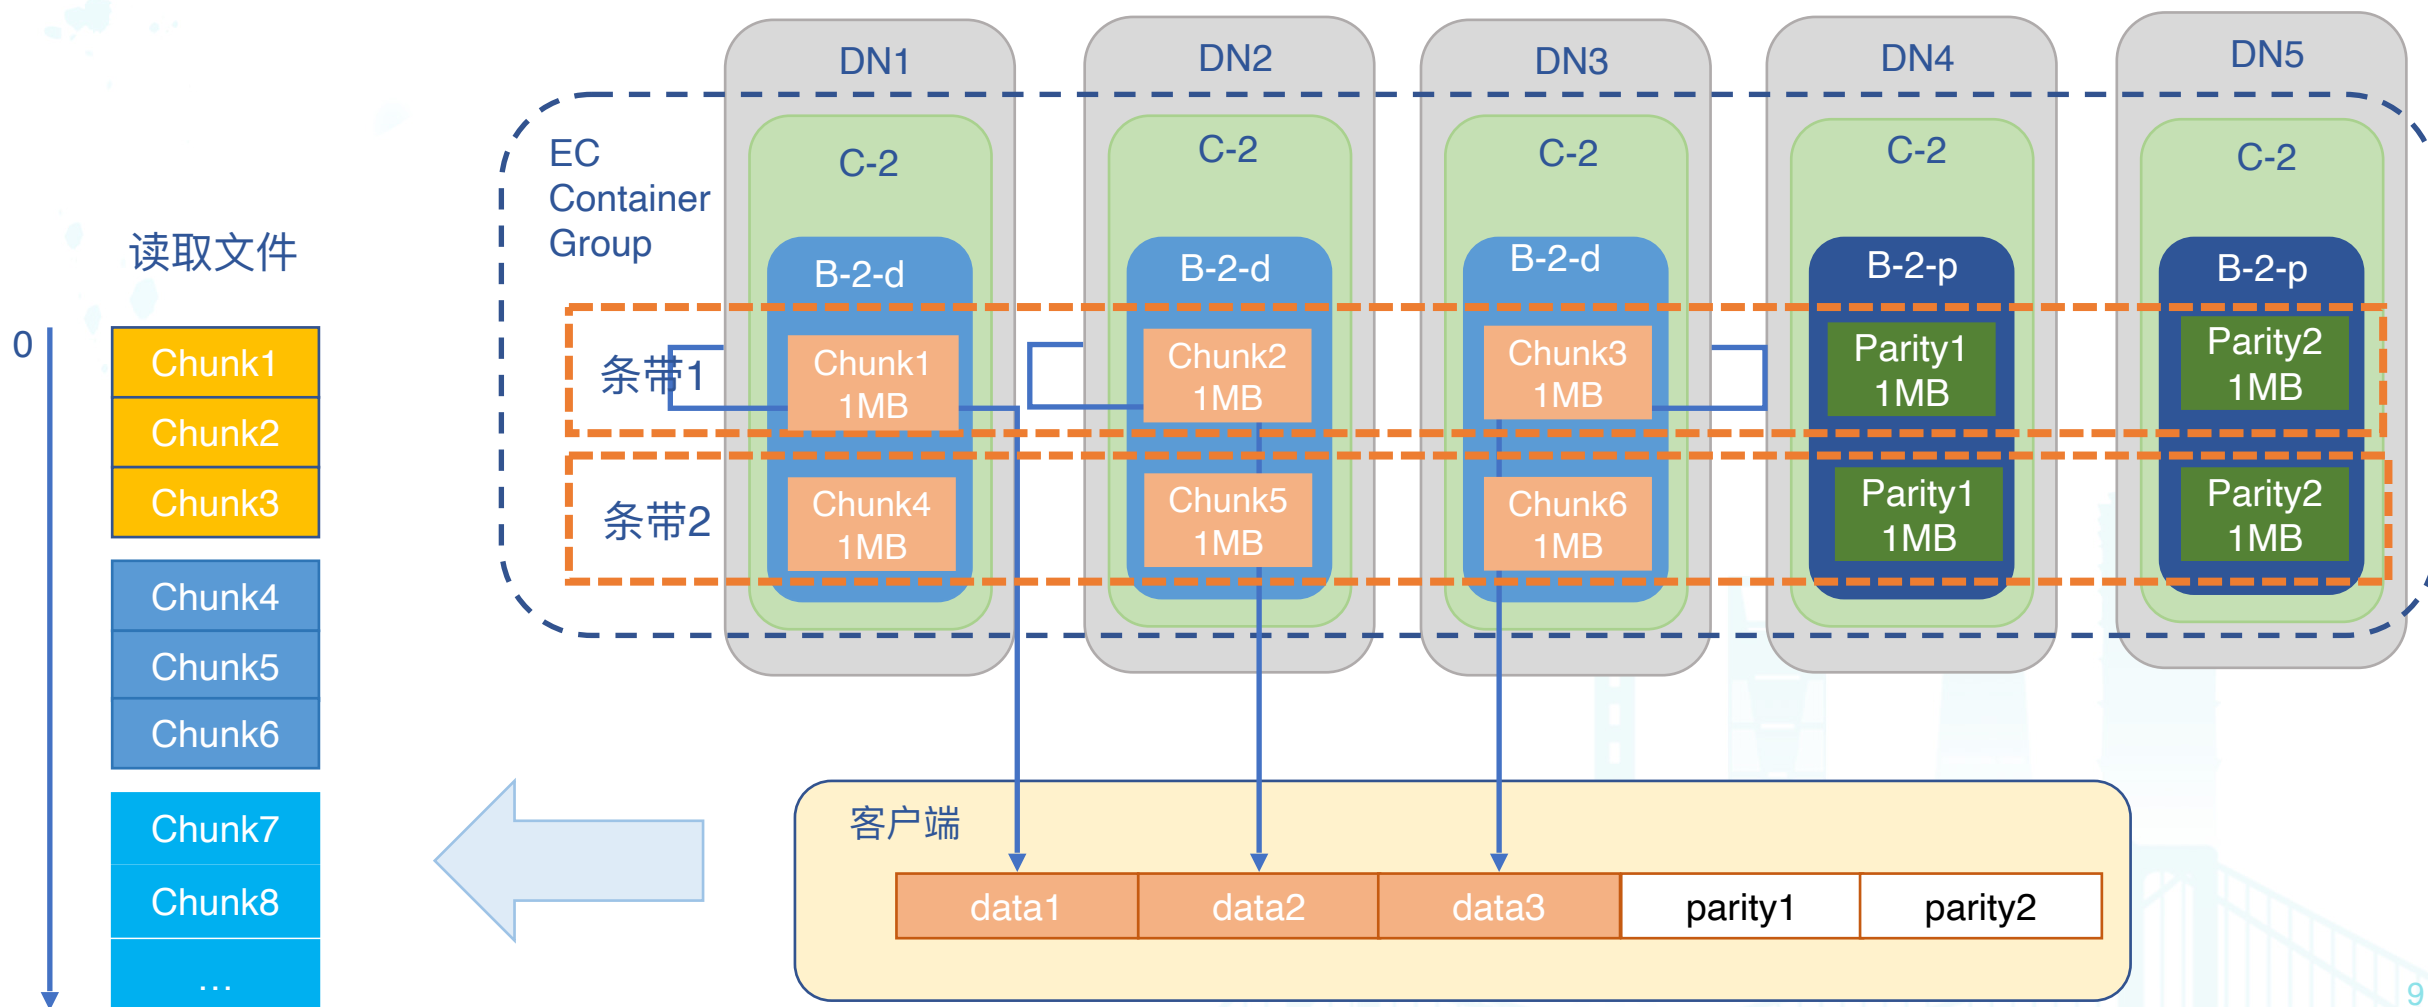 读取文件
0
Chunk1
Chunk2
Chunk3
Chunk4
Chunk5
Chunk6
Chunk7
Chunk8
…
EC
Container
Group
DN1
C-2
B-2-d
DN2
C-2
B-2-d
DN3
C-2
B-2-d
DN4
C-2
B-2-p
DN5
C-2
B-2-p
条带1
Chunk1
1MB
Chunk2
1MB
Chunk3
1MB
Parity1
1MB
Parity2
1MB
条带2
Chunk4
1MB
Chunk5
1MB
Chunk6
1MB
Parity1
1MB
Parity2
1MB
客户端
data1
data2
data3
parity1
parity2
9